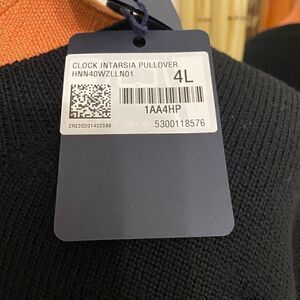 CLOCK INTARSIA PULLOVER
HNN40WZLLN01
4L
1AA4HP
ZR220201433388
5300118576